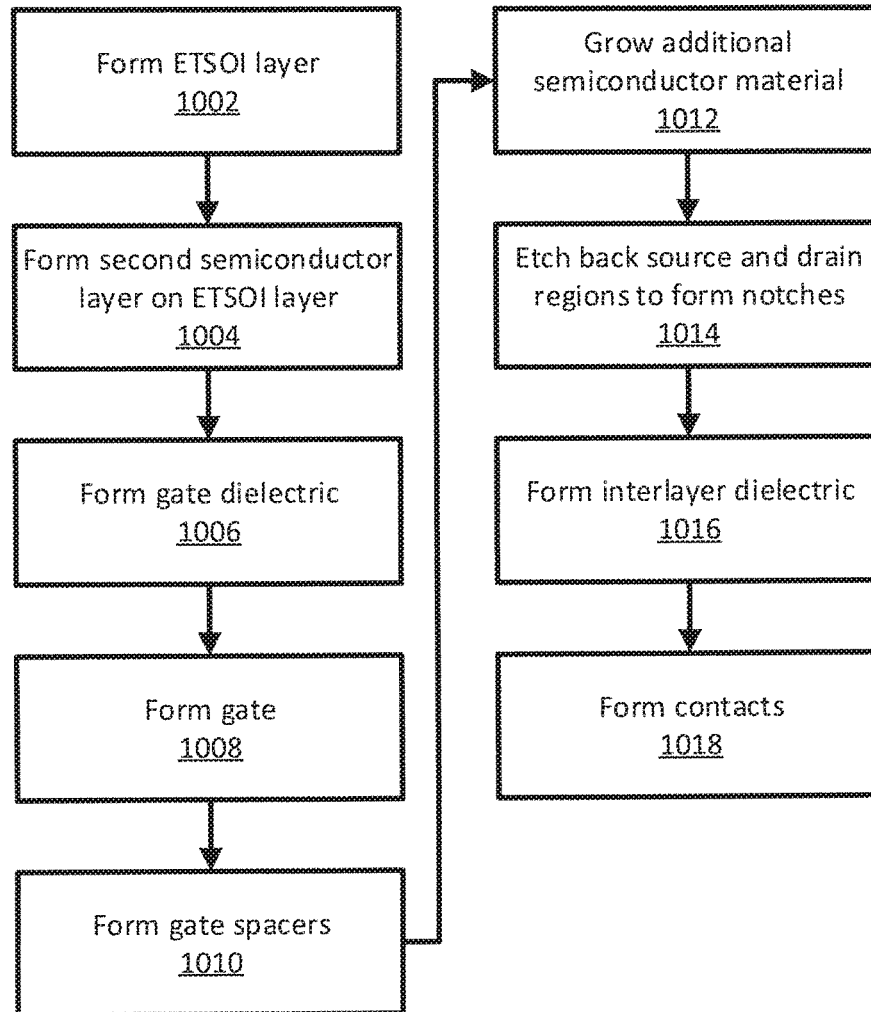 Form ETSOI layer
1002
Form second semiconductor
layer on ETSOI layer
1004
Form gate dielectric
1006
Form gate
1008
Form gate spacers
1010
Grow additional
semiconductor material
1012
Etch back source and drain
regions to form notches
1014
Form interlayer dielectric
1016
Form contacts
1018